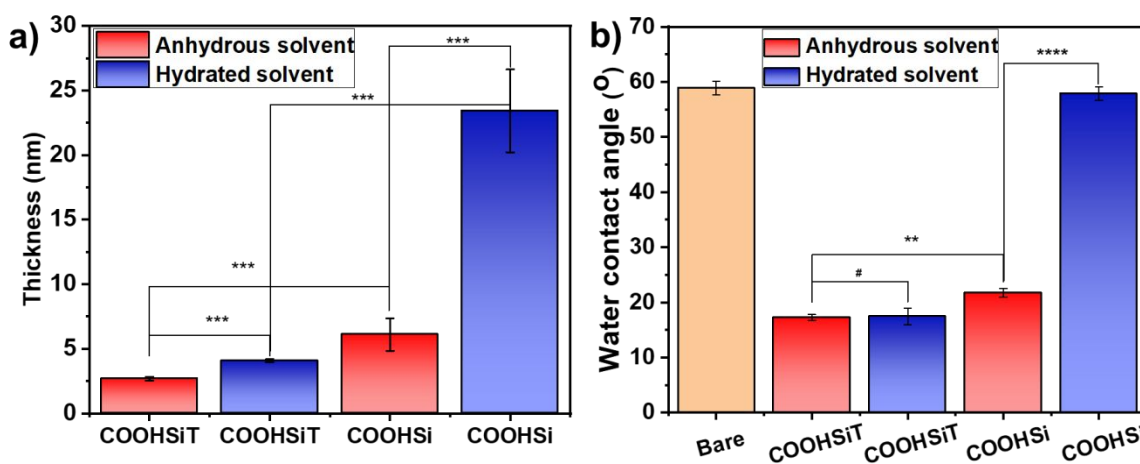 a)
Anhydrous solvent
Hydrated solvent
Thickness (nm)
30
25
20
15
10
5
0
***
***
***
***
COOHSiT
COOHSiT
COOHSi
COOHSi
b)
Anhydrous solvent
Hydrated solvent
Water contact angle (O)
70
60
50
40
30
20
10
0
****
**
#
Bare
COOHSiT
COOHSiT
COOHSi
COOHSi